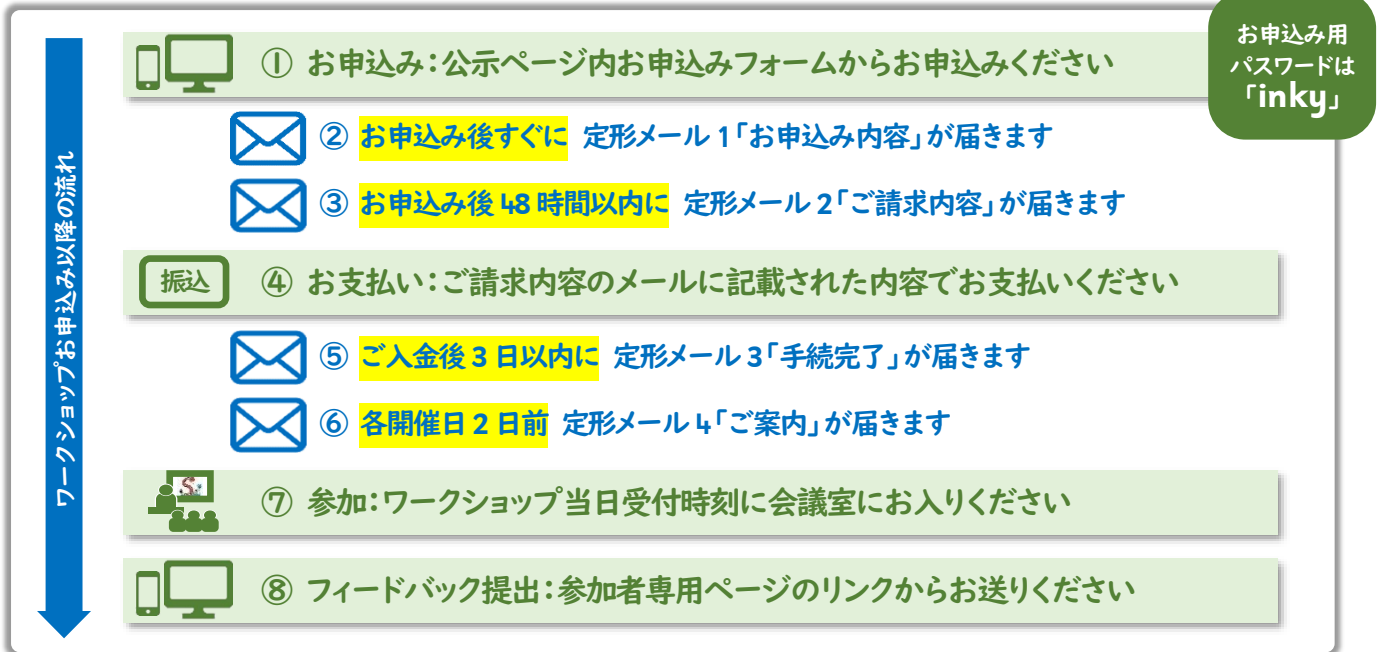 お申込み用
パスワードは
「inky」
ワークショップお申込み以降の流れ
① お申込み:公示ページ内お申込みフォームからお申込みください
② お申込み後すぐに 定形メール1「お申込み内容」が届きます
③ お申込み後48時間以内に 定形メール2「ご請求内容」が届きます
振込 ④ お支払い:ご請求内容のメールに記載された内容でお支払いください
⑤ ご入金後3日以内に 定形メール3「手続完了」が届きます
⑥ 各開催日2日前 定形メール4「ご案内」が届きます
⑦ 参加:ワークショップ当日受付時刻に会議室にお入りください
⑧ フィードバック提出:参加者専用ページのリンクからお送りください